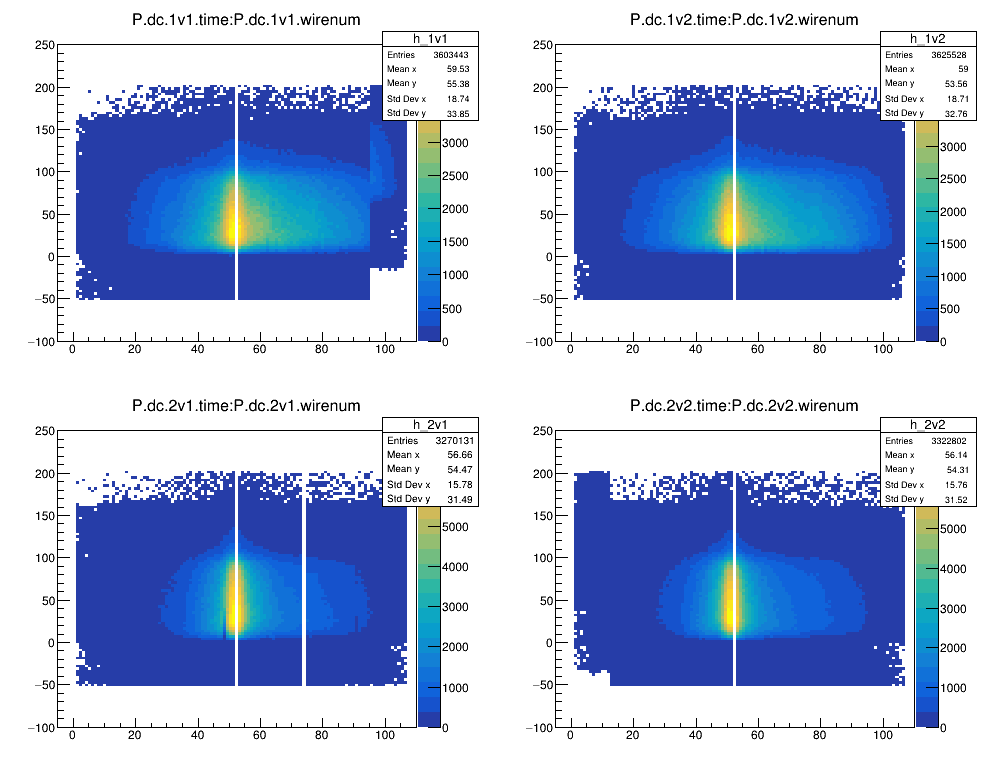 P.dc.1v1.time:P.dc.1v1.wirenum
h_1v1
Entries 3603443
Mean x 59.53
Mean y 55.38
Std Dev x 18.74
Std Dev y 33.85
250
200
150
100
50
0
−50
−100
0 20 40 60 80 100
3000
2500
2000
1500
1000
500
0
P.dc.1v2.time:P.dc.1v2.wirenum
h_1v2
Entries 3625528
Mean x 59
Mean y 53.56
Std Dev x 18.71
Std Dev y 32.76
250
200
150
100
50
0
−50
−100
0 20 40 60 80 100
3000
2500
2000
1500
1000
500
0
P.dc.2v1.time:P.dc.2v1.wirenum
h_2v1
Entries 3270131
Mean x 56.66
Mean y 54.47
Std Dev x 15.78
Std Dev y 31.49
250
200
150
100
50
0
−50
−100
0 20 40 60 80 100
5000
4000
3000
2000
1000
0
P.dc.2v2.time:P.dc.2v2.wirenum
h_2v2
Entries 3322802
Mean x 56.14
Mean y 54.31
Std Dev x 15.76
Std Dev y 31.52
250
200
150
100
50
0
−50
−100
0 20 40 60 80 100
5000
4000
3000
2000
1000
0